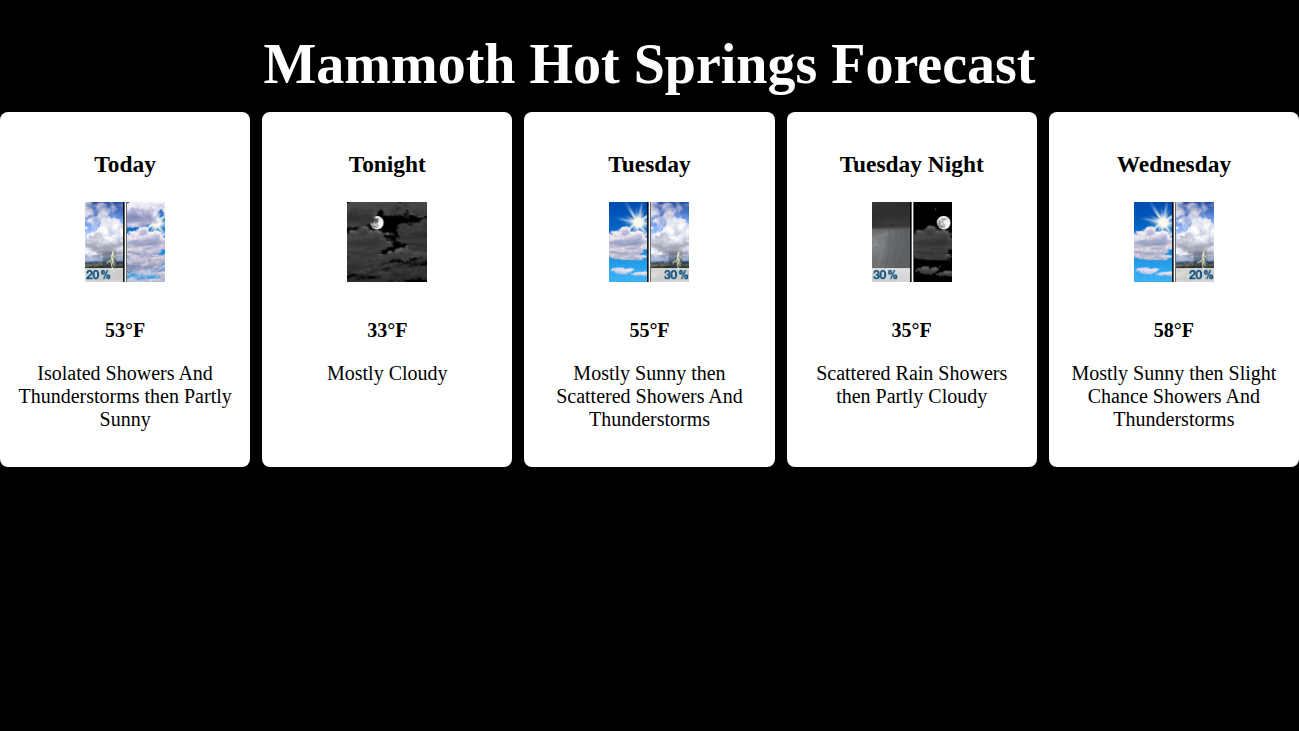 Mammoth Hot Springs Forecast
Today
20%
53°F
Isolated Showers And
Thunderstorms then Partly
Sunny
Tonight
33°F
Mostly Cloudy
Tuesday
30%
55°F
Mostly Sunny then
Scattered Showers And
Thunderstorms
Tuesday Night
30%
35°F
Scattered Rain Showers
then Partly Cloudy
Wednesday
20%
58°F
Mostly Sunny then Slight
Chance Showers And
Thunderstorms